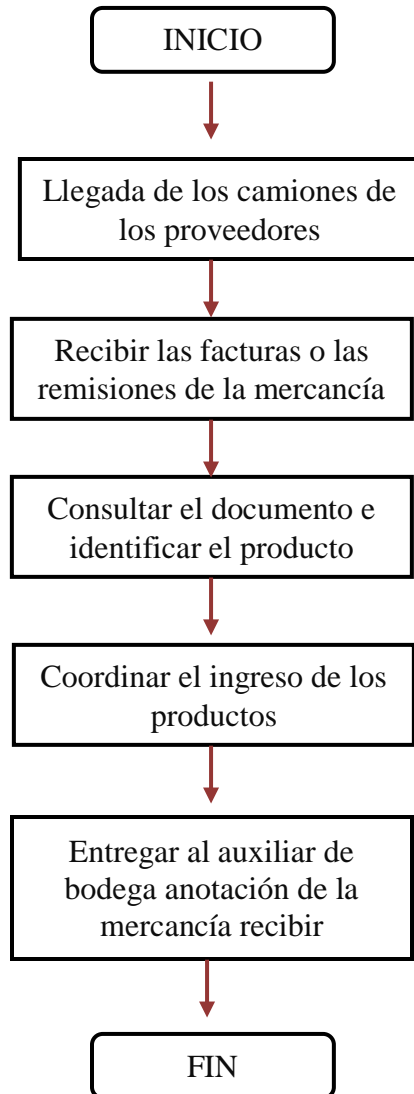 INICIO
Llegada de los camiones de
los proveedores
Recibir las facturas o las
remisiones de la mercancía
Consultar el documento e
identificar el producto
Coordinar el ingreso de los
productos
Entregar al auxiliar de
bodega anotación de la
mercancía recibir
FIN